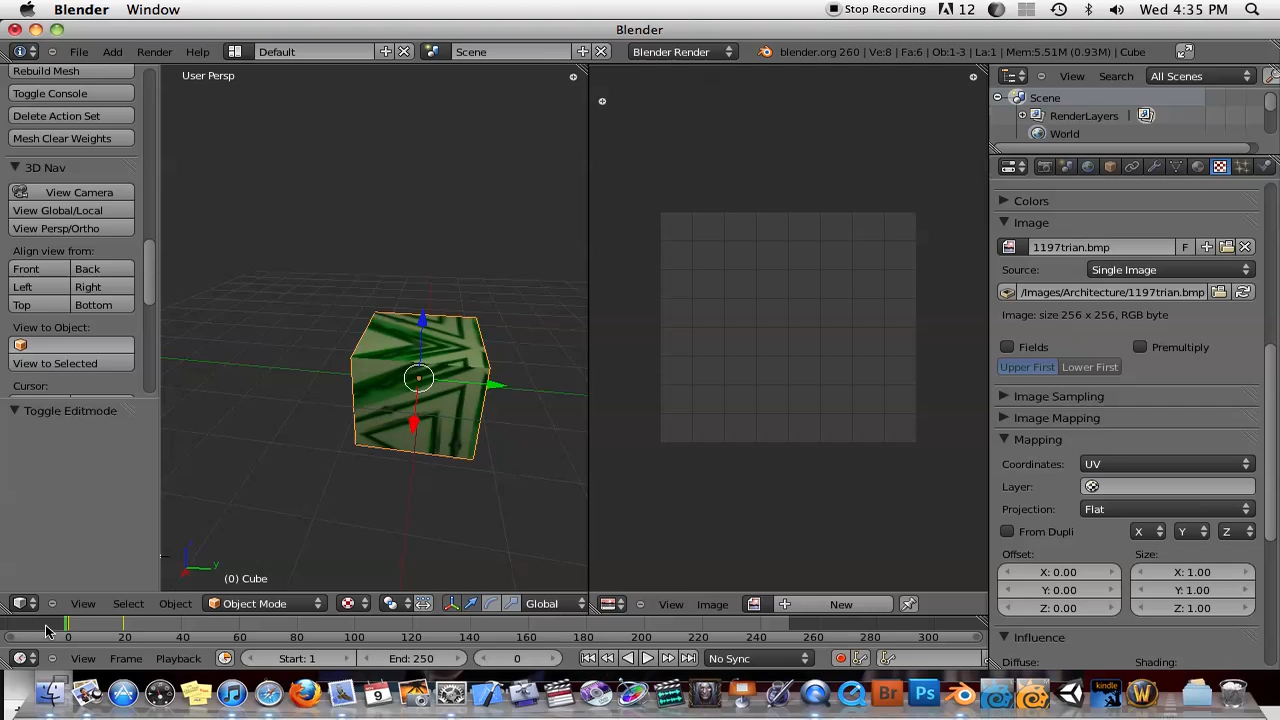 Blender Window Stop Recording 12 Wed 4:35 PM
Blender
File Add Render Help Default Scene Blender Render blender.org 260 | Ve:8 | Fa:6 | Ob:1-3 | La:1 | Mem:5.51M (0.93M) | Cube
Rebuild Mesh
Toggle Console
Delete Action Set
Mesh Clear Weights
3D Nav
View Camera
View Global/Local
View Persp/Ortho
Align view from:
Front Back
Left Right
Top Bottom
View to Object:
View to Selected
Cursor:
Toggle Editmode
User Persp
y
(0) Cube
View Select Object Object Mode Global
View Image New
View Search All Scenes
Scene
RenderLayers |
World
Colors
Image
1197trian.bmp F
Source: Single Image
/Images/Architecture/1197trian.bmp
Image: size 256 x 256, RGB byte
Fields Premultiply
Upper First Lower First
Image Sampling
Image Mapping
Mapping
Coordinates: UV
Layer:
Projection: Flat
From Dupli X Y Z
Offset: Size:
X: 0.00 X: 1.00
Y: 0.00 Y: 1.00
Z: 0.00 Z: 1.00
Influence
Diffuse: Shading:
0 20 40 60 80 100 120 140 160 180 200 220 240 260 280 300
View Frame Playback Start: 1 End: 250 0 No Sync
9 Br Ps kindle W